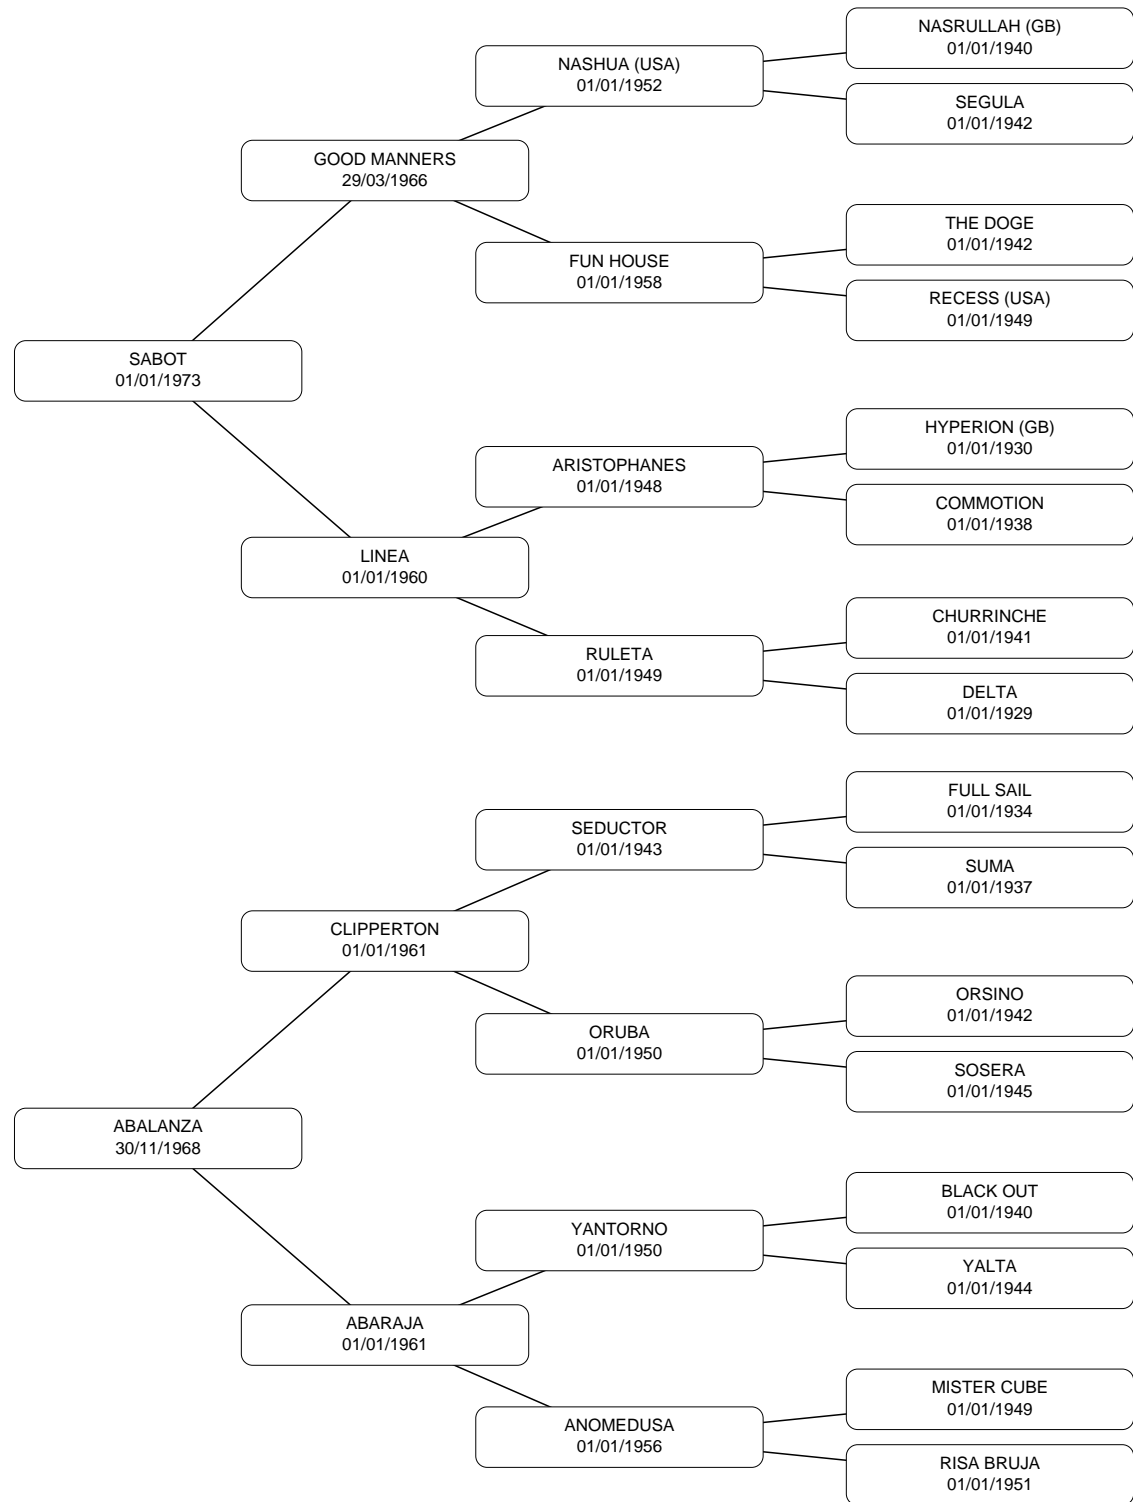 NASRULLAH (GB)
01/01/1940
NASHUA (USA)
01/01/1952
SEGULA
01/01/1942
GOOD MANNERS
29/03/1966
THE DOGE
01/01/1942
FUN HOUSE
01/01/1958
RECESS (USA)
01/01/1949
SABOT
01/01/1973
HYPERION (GB)
01/01/1930
ARISTOPHANES
01/01/1948
COMMOTION
01/01/1938
LINEA
01/01/1960
CHURRINCHE
01/01/1941
RULETA
01/01/1949
DELTA
01/01/1929
FULL SAIL
01/01/1934
SEDUCTOR
01/01/1943
SUMA
01/01/1937
CLIPPERTON
01/01/1961
ORSINO
01/01/1942
ORUBA
01/01/1950
SOSERA
01/01/1945
ABALANZA
30/11/1968
BLACK OUT
01/01/1940
YANTORNO
01/01/1950
YALTA
01/01/1944
ABARAJA
01/01/1961
MISTER CUBE
01/01/1949
ANOMEDUSA
01/01/1956
RISA BRUJA
01/01/1951